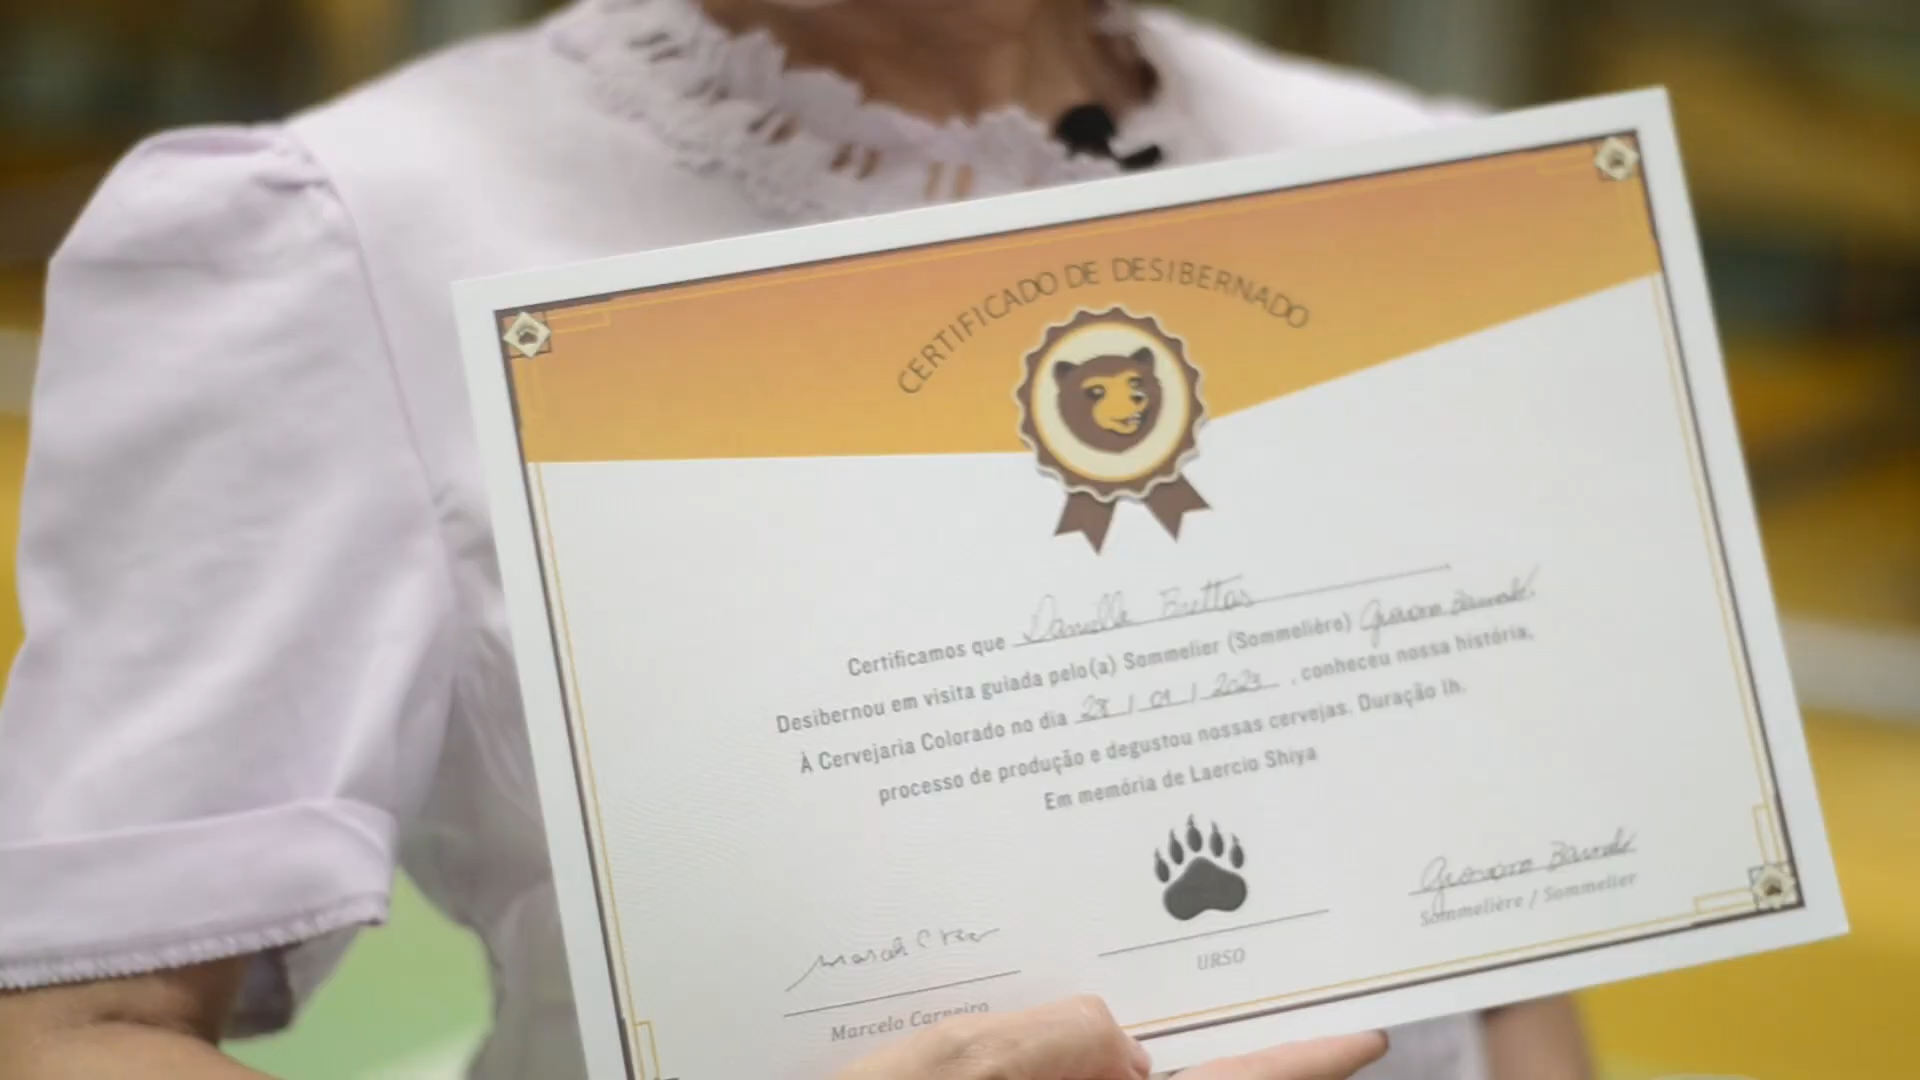 CERTIFICADO DE DESIBERNADO
Certificamos que Danielle Brettas
Desibernou em visita guiada pelo(a) Sommelier (Sommelière)
À Cervejaria Colorado no dia 28 / 01 / 2023 , conheceu nossa história,
processo de produção e degustou nossas cervejas. Duração 1h.
Em memória de Laercio Shiya
Marcelo Carneiro
URSO
Sommelière / Sommelier